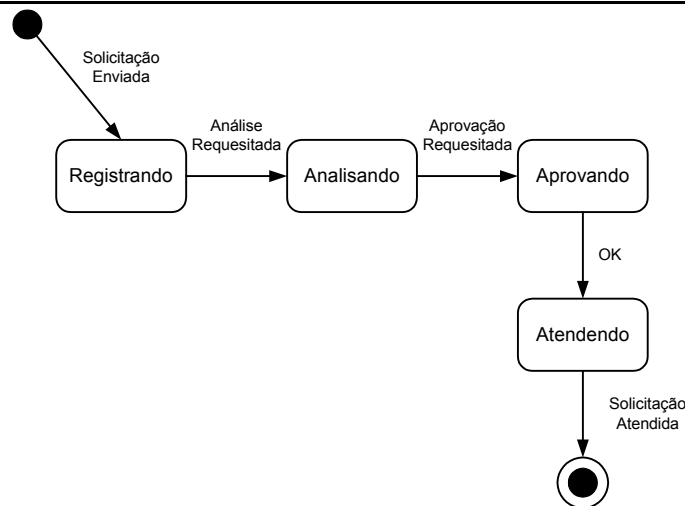 Solicitação
Enviada
Análise
Requesitada
Aprovação
Requesitada
Registrando
Analisando
Aprovando
OK
Atendendo
Solicitação
Atendida